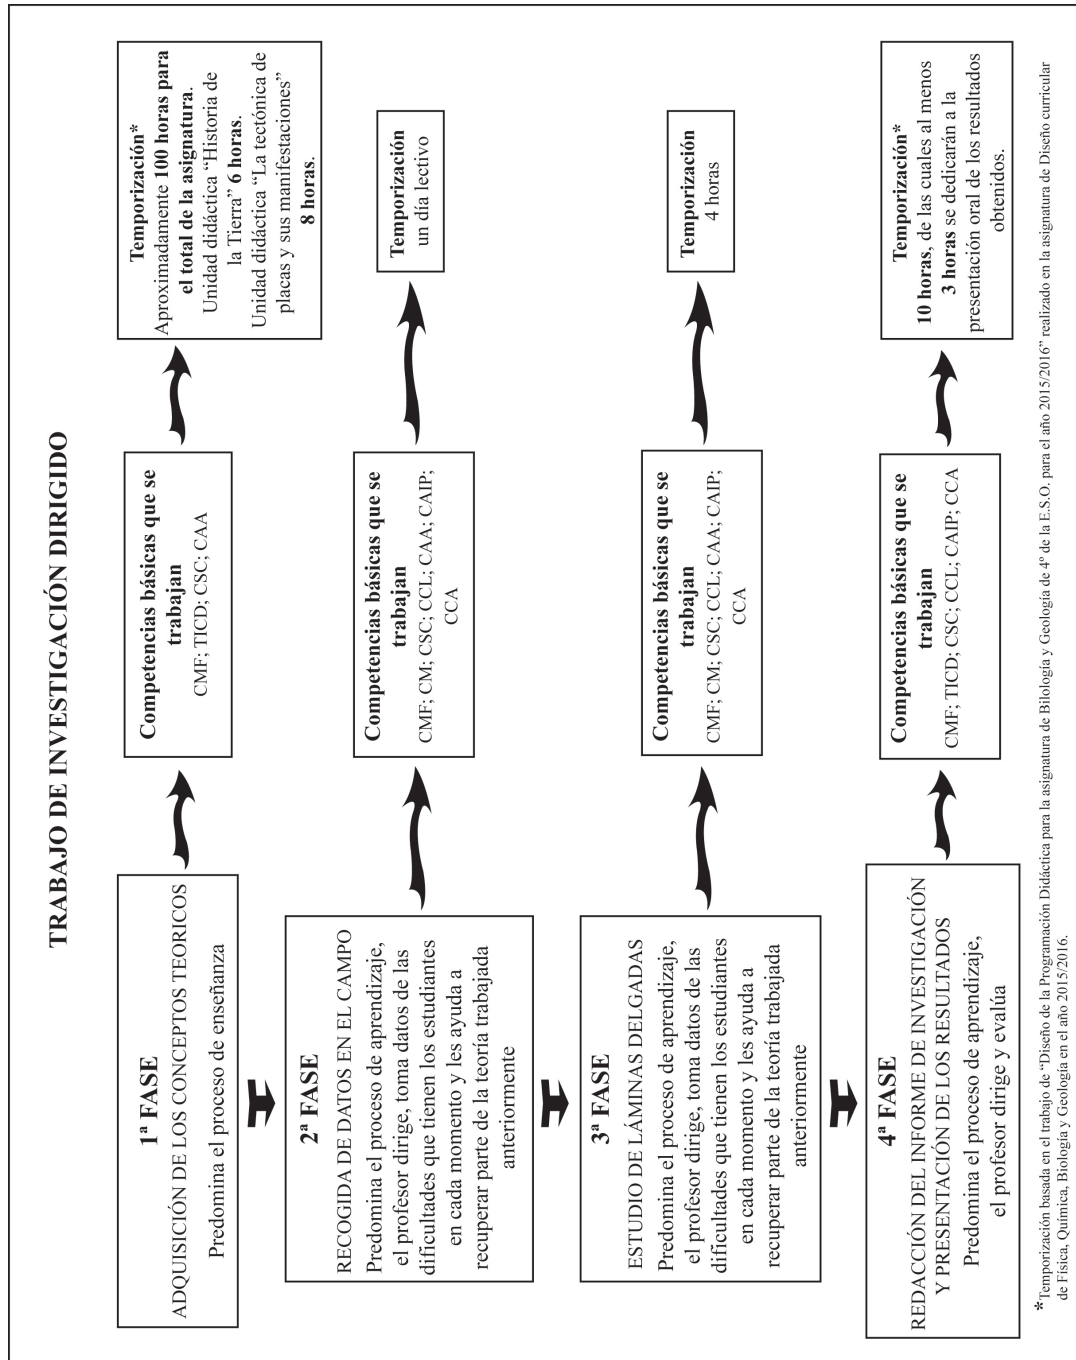 TRABAJO DE INVESTIGACIÓN DIRIGIDO
1ª FASE
ADQUISICIÓN DE LOS CONCEPTOS TEORICOS
Predomina el proceso de enseñanza
Competencias básicas que se
trabajan
CMF; TICD; CSC; CAA
Temporización*
Aproximadamente 100 horas para
el total de la asignatura.
Unidad didáctica “Historia de
la Tierra” 6 horas.
Unidad didáctica “La tectónica de
placas y sus manifestaciones”
8 horas.
2ª FASE
RECOGIDA DE DATOS EN EL CAMPO
Predomina el proceso de aprendizaje,
el profesor dirige, toma datos de las
dificultades que tienen los estudiantes
en cada momento y les ayuda a
recuperar parte de la teoría trabajada
anteriormente
Competencias básicas que se
trabajan
CMF; CM; CSC; CCL; CAA; CAIP;
CCA
Temporización
un día lectivo
3ª FASE
ESTUDIO DE LÁMINAS DELGADAS
Predomina el proceso de aprendizaje,
el profesor dirige, toma datos de las
dificultades que tienen los estudiantes
en cada momento y les ayuda a
recuperar parte de la teoría trabajada
anteriormente
Competencias básicas que se
trabajan
CMF; CM; CSC; CCL; CAA; CAIP;
CCA
Temporización
4 horas
4ª FASE
REDACCIÓN DEL INFORME DE INVESTIGACIÓN
Y PRESENTACIÓN DE LOS RESULTADOS
Predomina el proceso de aprendizaje,
el profesor dirige y evalúa
Competencias básicas que se
trabajan
CMF; TICD; CSC; CCL; CAIP; CCA
Temporización*
10 horas, de las cuales al menos
3 horas se dedicarán a la
presentación oral de los resultados
obtenidos.
*Temporización basada en el trabajo de “Diseño de la Programación Didáctica para la asignatura de Bilología y Geología de 4º de la E.S.O. para el año 2015/2016” realizado en la asignatura de Diseño curricular
de Física, Química, Biología y Geología en el año 2015/2016.